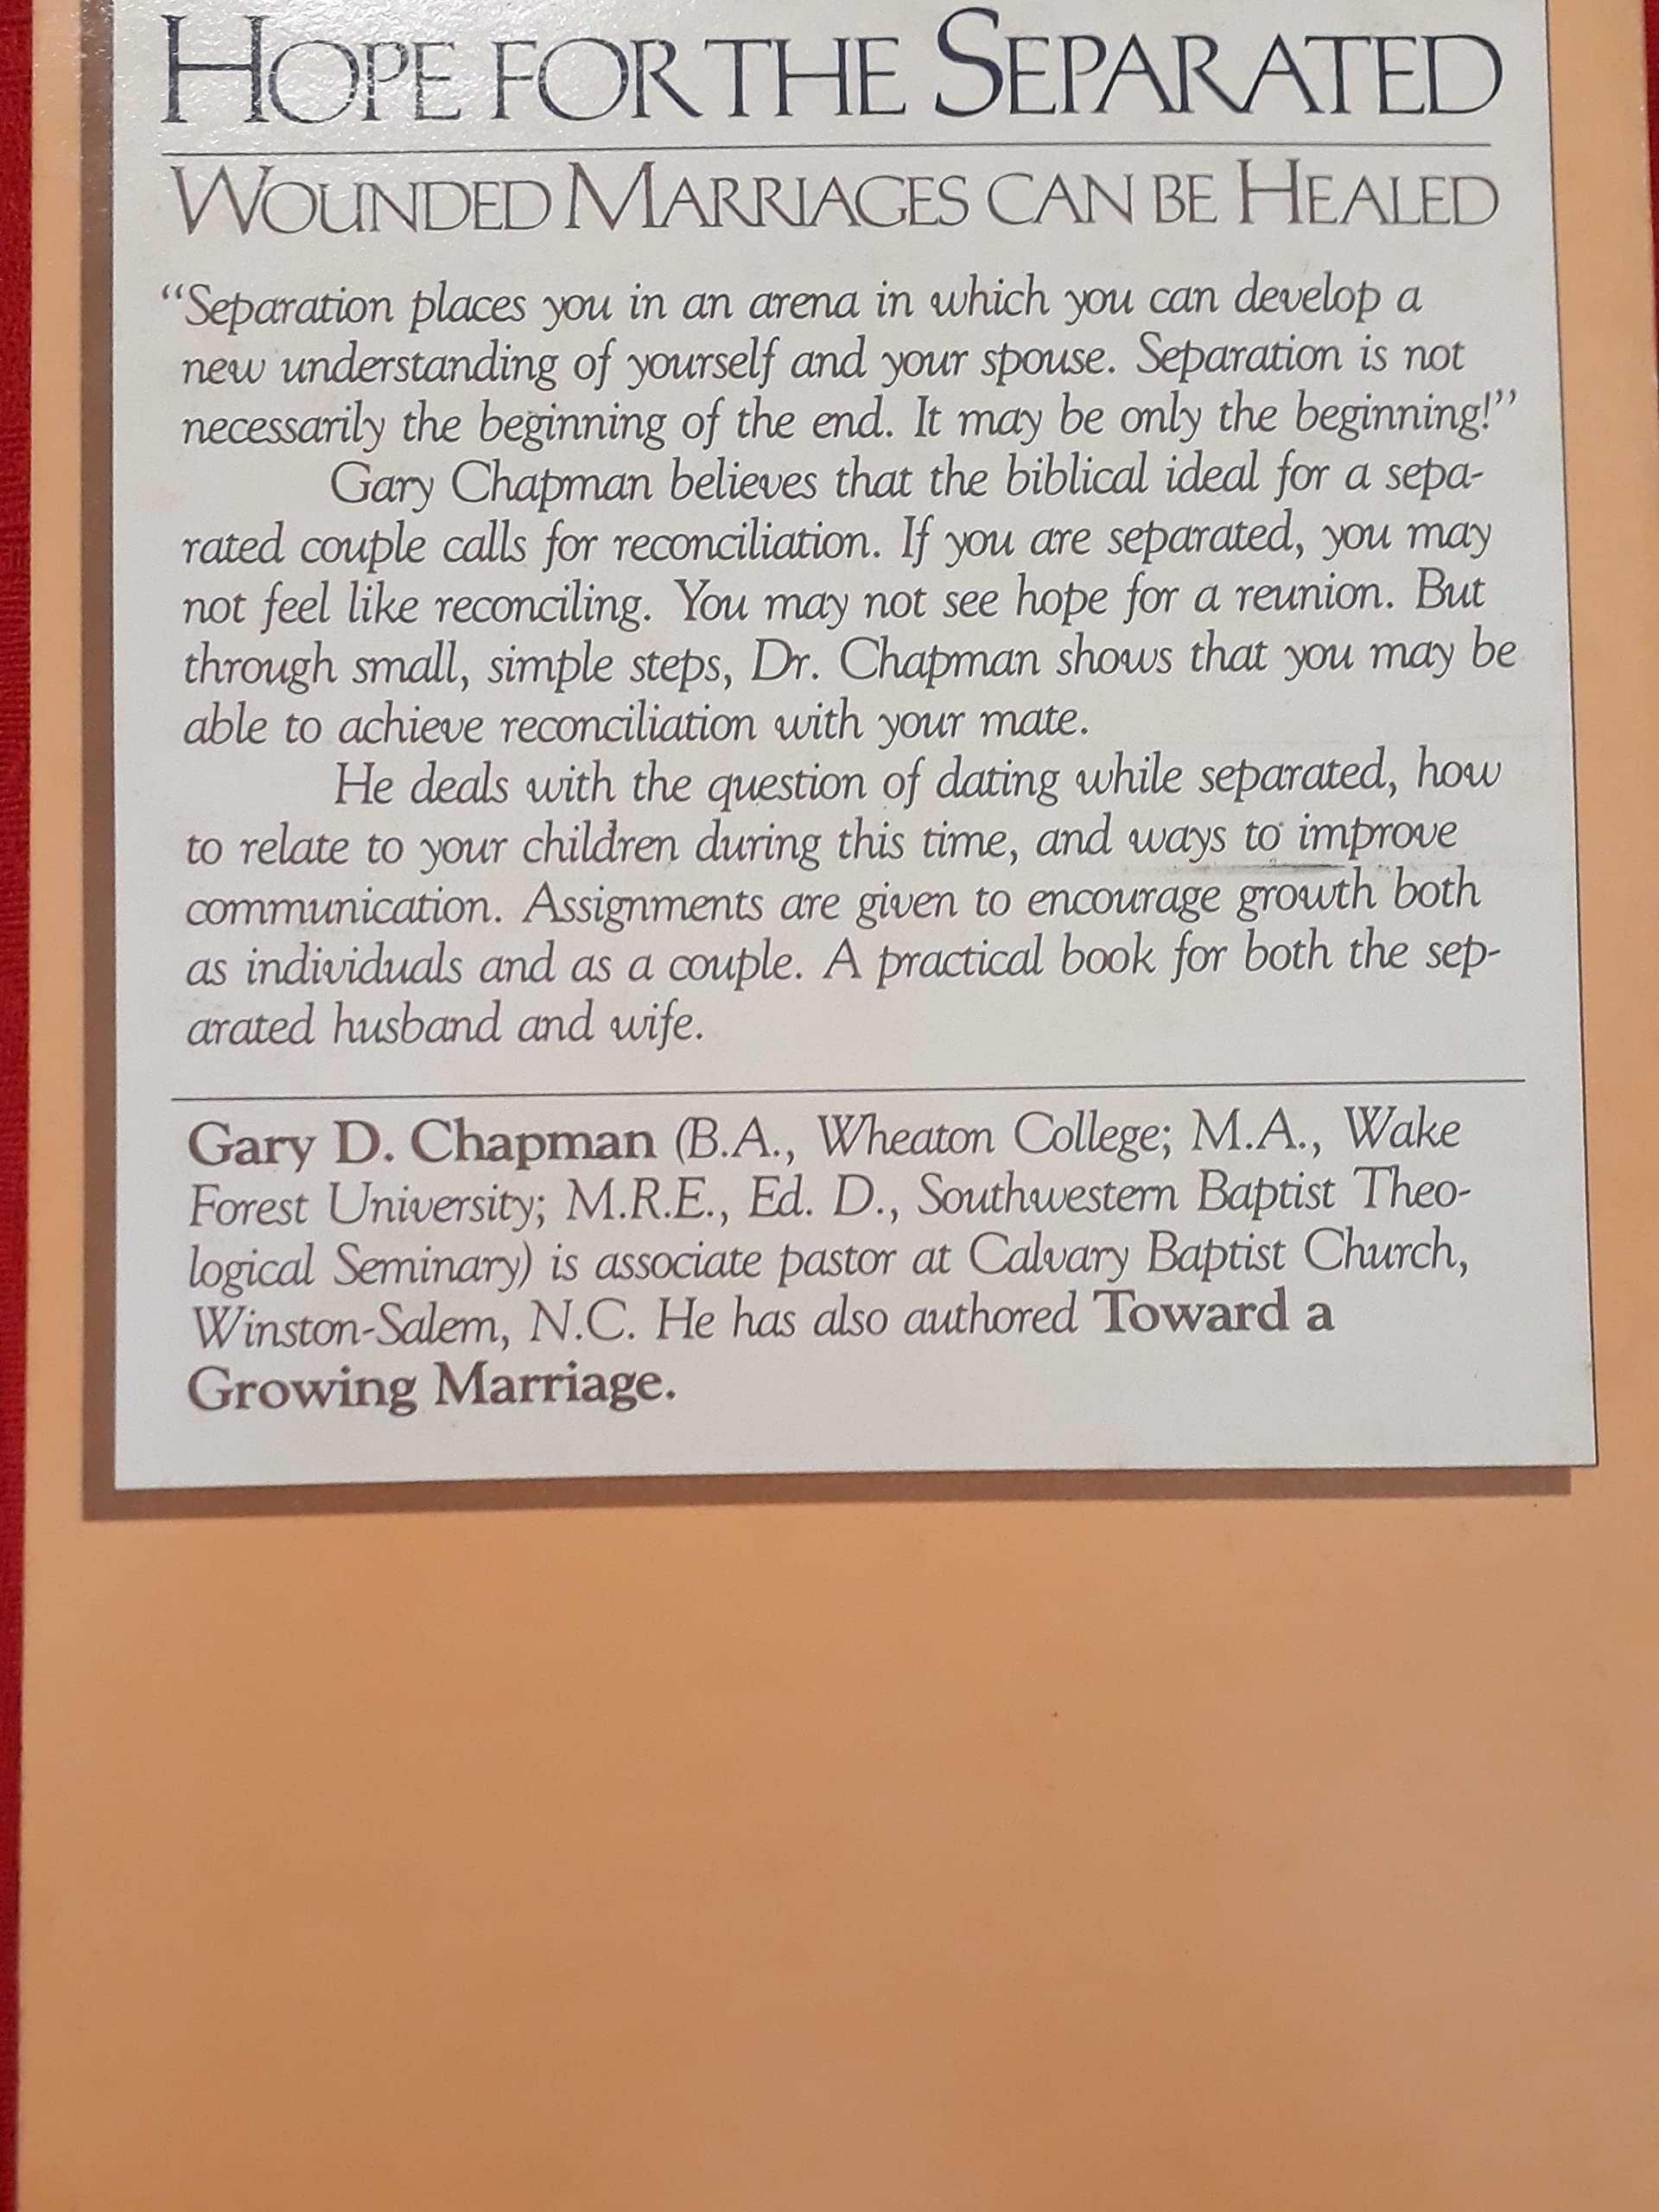 HOPE FOR THE SEPARATED
WOUNDED MARRIAGES CAN BE HEALED
“Separation places you in an arena in which you can develop a
new understanding of yourself and your spouse. Separation is not
necessarily the beginning of the end. It may be only the beginning!”
Gary Chapman believes that the biblical ideal for a sepa-
rated couple calls for reconciliation. If you are separated, you may
not feel like reconciling. You may not see hope for a reunion. But
through small, simple steps, Dr. Chapman shows that you may be
able to achieve reconciliation with your mate.
He deals with the question of dating while separated, how
to relate to your children during this time, and ways to improve
communication. Assignments are given to encourage growth both
as individuals and as a couple. A practical book for both the sep-
arated husband and wife.
Gary D. Chapman (B.A., Wheaton College; M.A., Wake
Forest University; M.R.E., Ed. D., Southwestern Baptist Theo-
logical Seminary) is associate pastor at Calvary Baptist Church,
Winston-Salem, N.C. He has also authored Toward a
Growing Marriage.